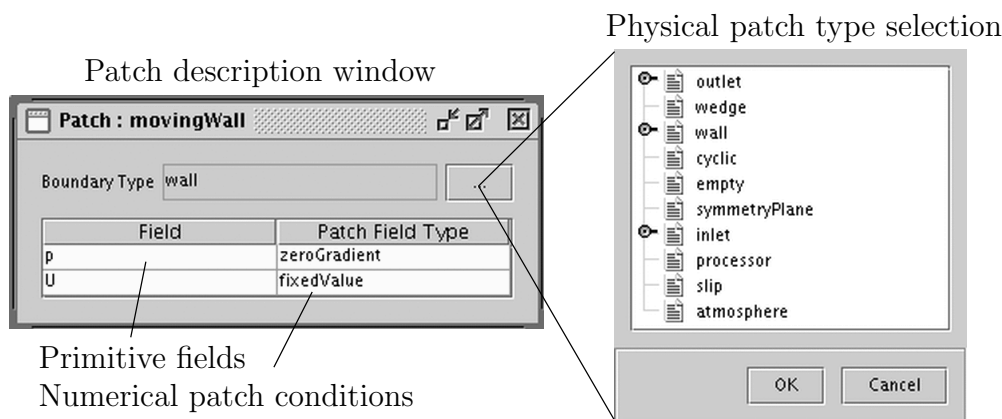 Physical patch type selection
Patch description window
Patch : movingWall
Boundary Type wall ...
Field Patch Field Type
p zeroGradient
U fixedValue
Primitive fields
Numerical patch conditions
outlet
wedge
wall
cyclic
empty
symmetryPlane
inlet
processor
slip
atmosphere
OK Cancel